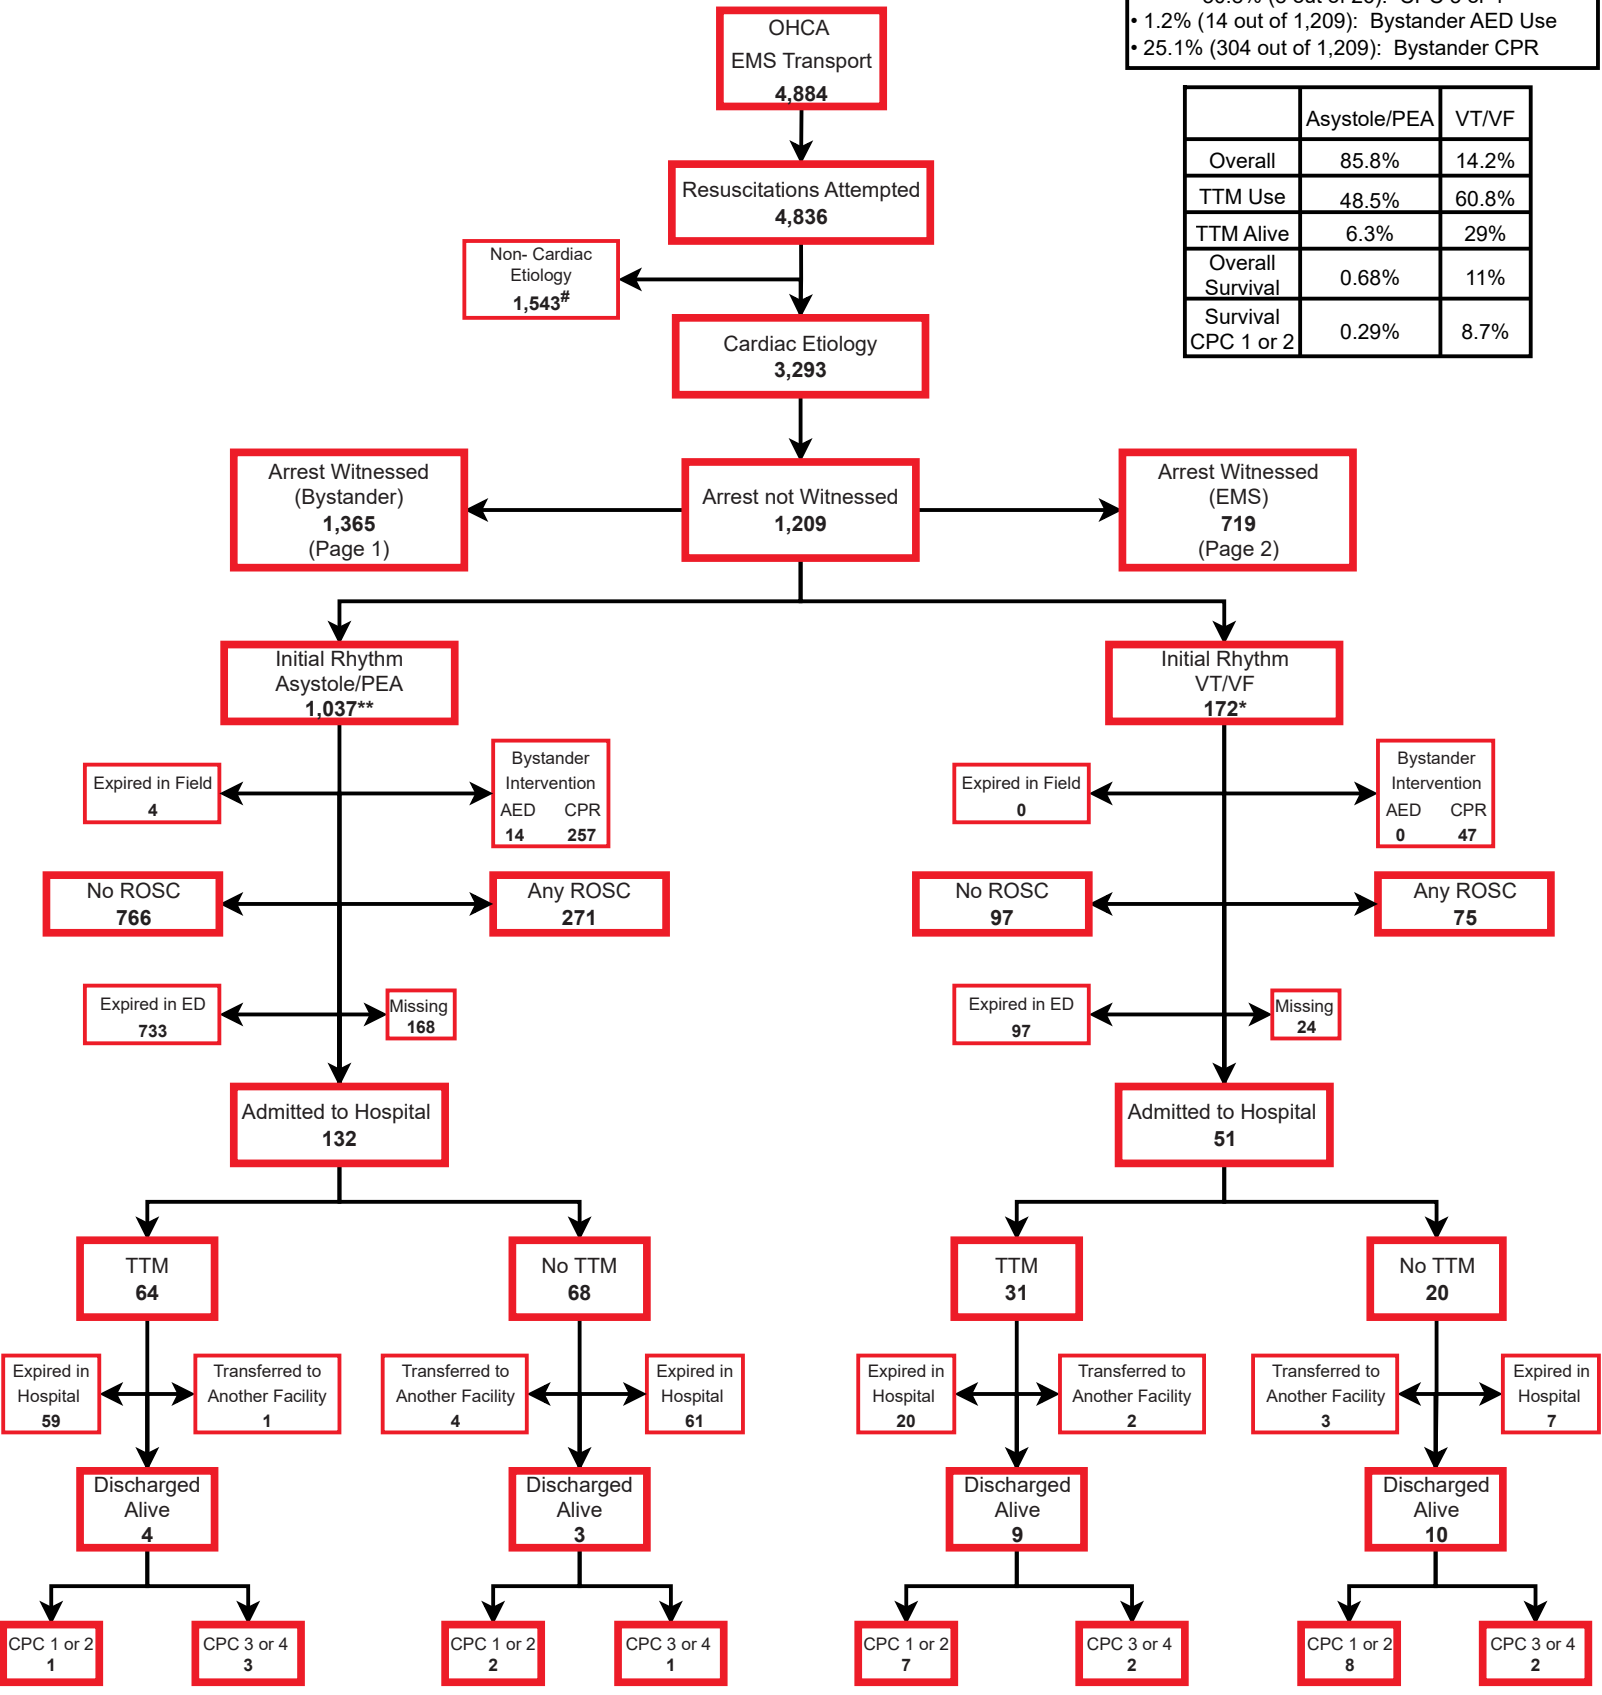 • 1.2% (14 out of 1,209): Bystander AED Use
• 25.1% (304 out of 1,209): Bystander CPR
OHCA
EMS Transport
4,884
Asystole/PEA VT/VF
Overall 85.8% 14.2%
TTM Use 48.5% 60.8%
TTM Alive 6.3% 29%
Overall
Survival 0.68% 11%
Survival
CPC 1 or 2 0.29% 8.7%
Resuscitations Attempted
4,836
Non- Cardiac
Etiology
1,543#
Cardiac Etiology
3,293
Arrest Witnessed
(Bystander)
1,365
(Page 1)
Arrest not Witnessed
1,209
Arrest Witnessed
(EMS)
719
(Page 2)
Initial Rhythm
Asystole/PEA
1,037**
Initial Rhythm
VT/VF
172*
Expired in Field
4
Bystander
Intervention
AED CPR
14 257
Expired in Field
0
Bystander
Intervention
AED CPR
0 47
No ROSC
766
Any ROSC
271
No ROSC
97
Any ROSC
75
Expired in ED
733
Missing
168
Expired in ED
97
Missing
24
Admitted to Hospital
132
Admitted to Hospital
51
TTM
64
No TTM
68
TTM
31
No TTM
20
Expired in
Hospital
59
Transferred to
Another Facility
1
Transferred to
Another Facility
4
Expired in
Hospital
61
Expired in
Hospital
20
Transferred to
Another Facility
2
Transferred to
Another Facility
3
Expired in
Hospital
7
Discharged
Alive
4
Discharged
Alive
3
Discharged
Alive
9
Discharged
Alive
10
CPC 1 or 2
1
CPC 3 or 4
3
CPC 1 or 2
2
CPC 3 or 4
1
CPC 1 or 2
7
CPC 3 or 4
2
CPC 1 or 2
8
CPC 3 or 4
2